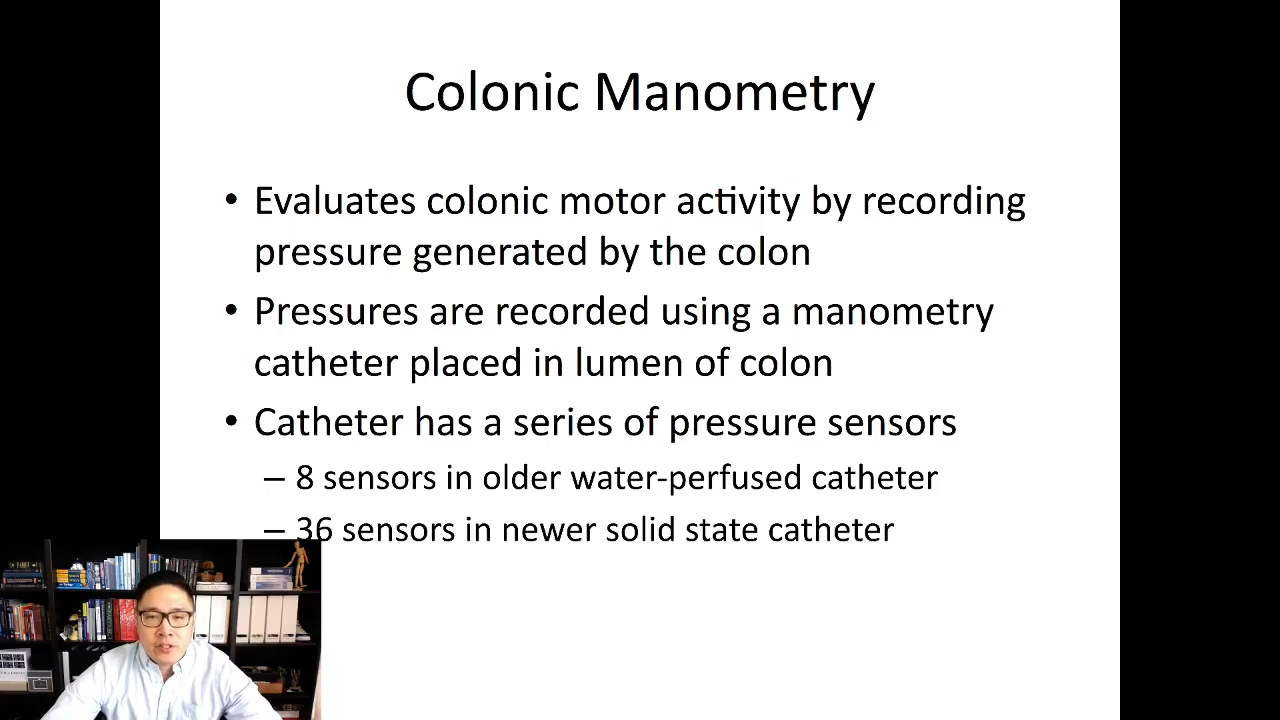 Colonic Manometry
• Evaluates colonic motor activity by recording
pressure generated by the colon
• Pressures are recorded using a manometry
catheter placed in lumen of colon
• Catheter has a series of pressure sensors
– 8 sensors in older water-perfused catheter
– 36 sensors in newer solid state catheter